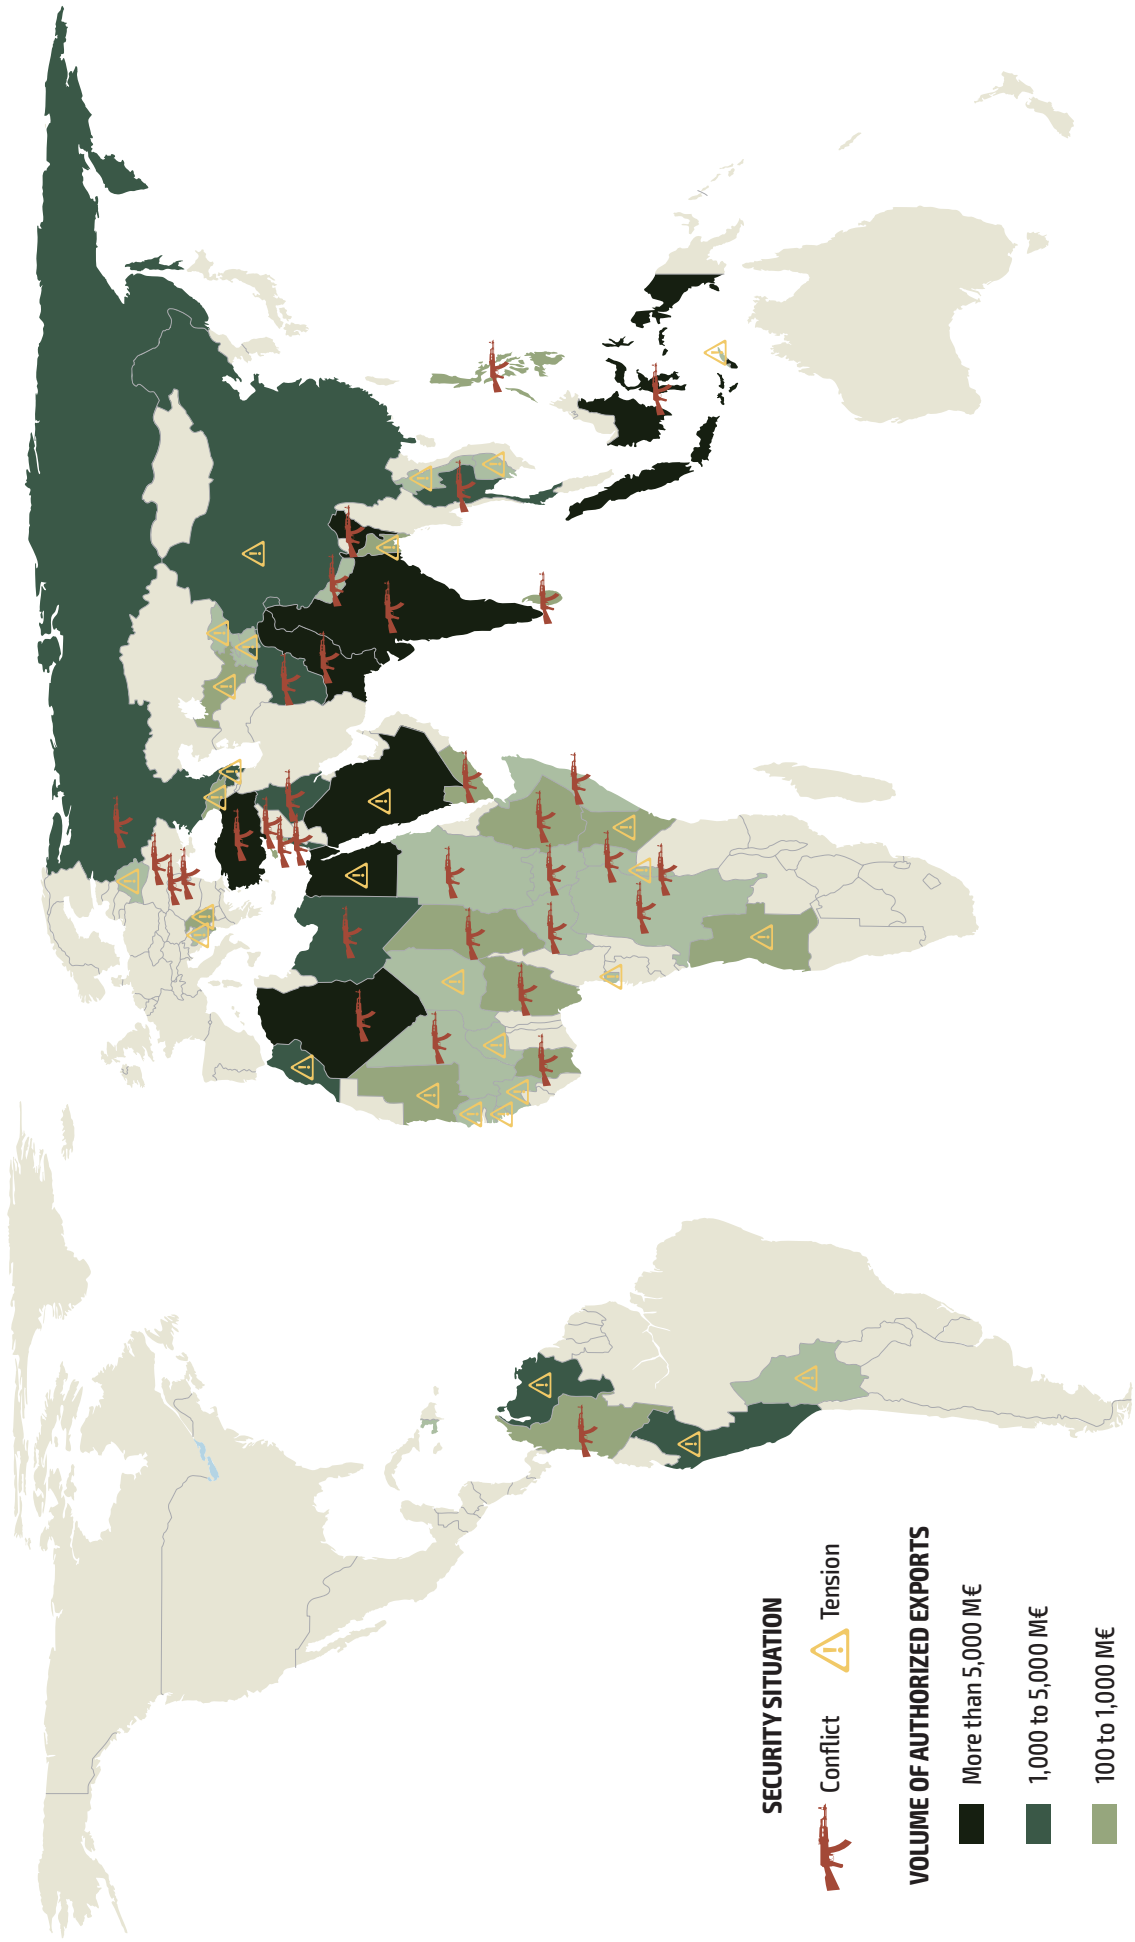 SECURITY SITUATION
Conflict
Tension
VOLUME OF AUTHORIZED EXPORTS
More than 5,000 M€
1,000 to 5,000 M€
100 to 1,000 M€